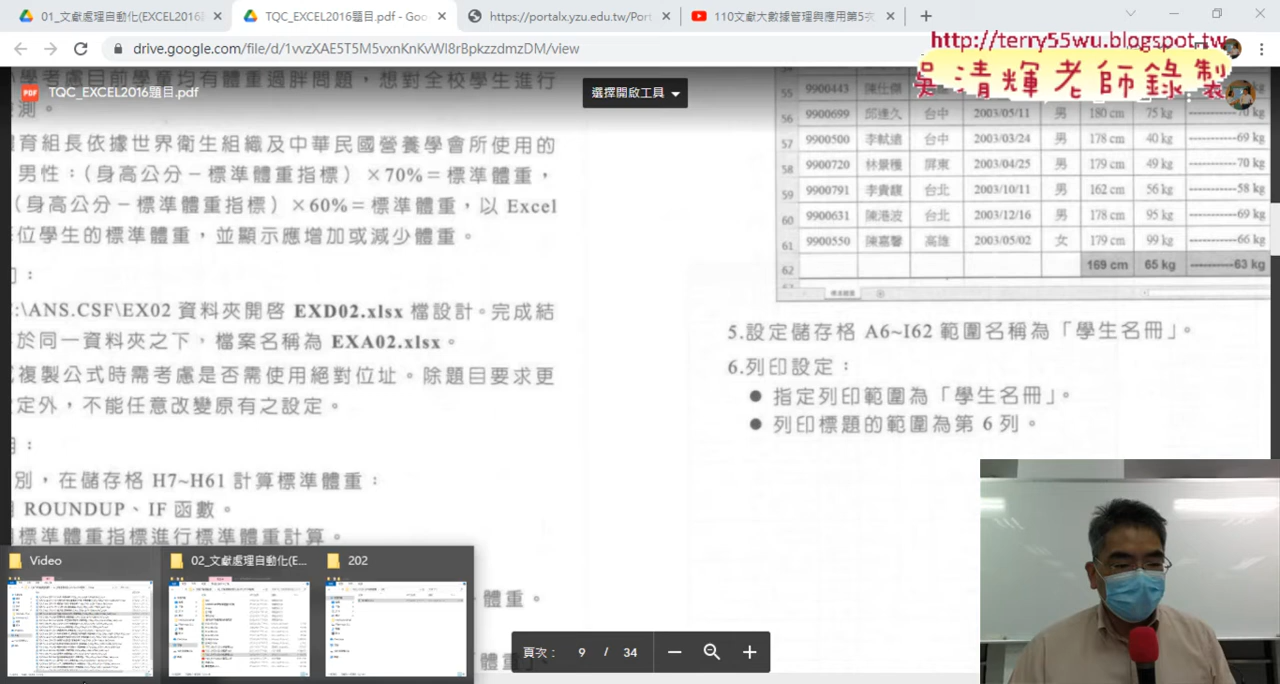 01_文獻處理自動化(EXCEL2016
TQC_EXCEL2016題目.pdf - Goo
https://portalx.yzu.edu.tw/Port
110文獻大數據管理與應用第5次
drive.google.com/file/d/1vvzXAE5T5M5vxnKnKvWl8rBpkzzdmzDM/view
http://terry55wu.blogspot.tw
吳清輝老師錄製
PDF TQC_EXCEL2016題目.pdf
選擇開啟工具
學考慮目前學童均有體重過胖問題，想對全校學生進行
測。
育組長依據世界衛生組織及中華民國營養學會所使用的
男性：(身高公分－標準體重指標)×70%＝標準體重，
(身高公分－標準體重指標)×60%＝標準體重，以 Excel
位學生的標準體重，並顯示應增加或減少體重。
：
:\ANS.CSF\EX02 資料夾開啓 EXD02.xlsx 檔設計。完成結
於同一資料夾之下，檔案名稱為 EXA02.xlsx。
複製公式時需考慮是否需使用絕對位址。除題目要求更
定外，不能任意改變原有之設定。
：
別，在儲存格 H7~H61 計算標準體重：
ROUNDUP、IF 函數。
標準體重指標進行標準體重計算。
體重。
55 9900443 陳仕傑
56 9900699 邱達久 台中 2003/05/11 男 180 cm 75 kg 70 kg
57 9900500 李軾遠 台中 2003/03/24 男 178 cm 40 kg 69 kg
58 9900720 林景穫 屏東 2003/04/25 男 179 cm 49 kg 70 kg
59 9900791 李貴馥 台北 2003/10/11 男 162 cm 56 kg 58 kg
60 9900631 陳港波 台北 2003/12/16 男 178 cm 95 kg 69 kg
61 9900550 陳嘉馨 高雄 2003/05/02 女 179 cm 99 kg 66 kg
62 169 cm 65 kg 63 kg
5.設定儲存格 A6~I62 範圍名稱為「學生名冊」。
6.列印設定：
● 指定列印範圍為「學生名冊」。
● 列印標題的範圍為第 6 列。
Video
02_文獻處理自動化(E...
202
頁次： 9 / 34